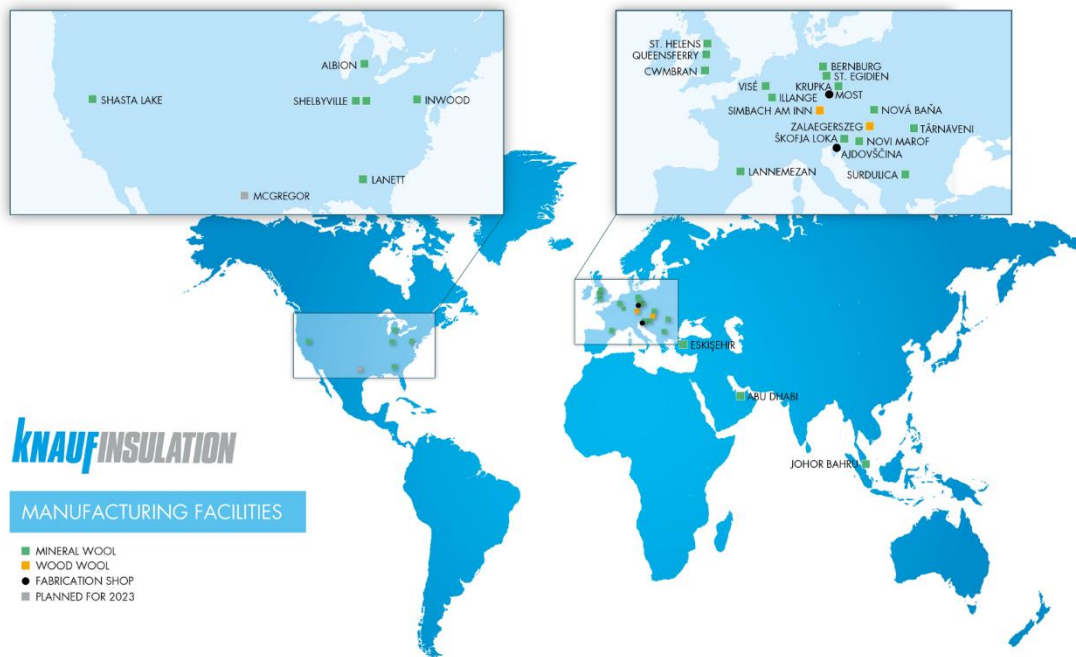 ALBION
SHASTA LAKE
SHELBYVILLE
INWOOD
LANETT
MCGREGOR
ST. HELENS
QUEENSFERRY
CWMBRAN
BERNBURG
ST. EGIDIEN
VISÉ
KRUPKA
MOST
ILLANGE
SIMBACH AM INN
NOVÁ BAŇA
ZALAEGERSZEG
TÂRNĂVENI
ŠKOFJA LOKA
NOVI MAROF
AJDOVŠČINA
LANNEMEZAN
SURDULICA
ESKIŞEHIR
ABU DHABI
JOHOR BAHRU
KNAUFINSULATION
MANUFACTURING FACILITIES
MINERAL WOOL
WOOD WOOL
FABRICATION SHOP
PLANNED FOR 2023